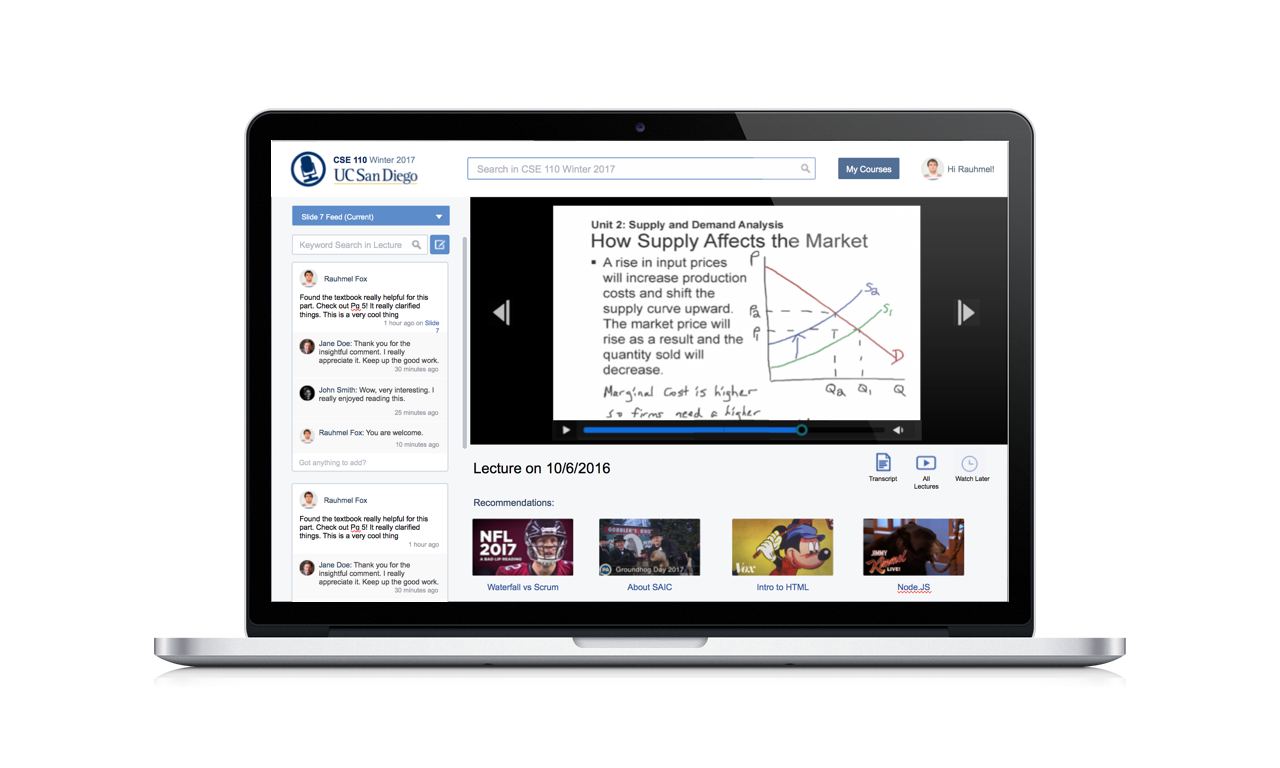 CSE 110 Winter 2017
UC San Diego
Search in CSE 110 Winter 2017
My Courses
Hi Rauhmel!
Slide 7 Feed (Current)
Keyword Search in Lecture
Rauhmel Fox
Found the textbook really helpful for this
part. Check out Pg 5! It really clarified
things. This is a very cool thing
1 hour ago on Slide
7
Jane Doe: Thank you for the
insightful comment. I really
appreciate it. Keep up the good work.
30 minutes ago
John Smith: Wow, very interesting. I
really enjoyed reading this.
25 minutes ago
Rauhmel Fox: You are welcome.
10 minutes ago
Got anything to add?
Rauhmel Fox
Found the textbook really helpful for this
part. Check out Pg 5! It really clarified
things. This is a very cool thing
1 hour ago
Jane Doe: Thank you for the
insightful comment. I really
appreciate it. Keep up the good work.
30 minutes ago
Unit 2: Supply and Demand Analysis
How Supply Affects the Market
▪ A rise in input prices
will increase production
costs and shift the
supply curve upward.
The market price will
rise as a result and the
quantity sold will
decrease.
Marginal Cost is higher
so firms need a higher
P
S2
S1
P2
P1
D
Q2 Q1 Q
Lecture on 10/6/2016
Transcript
All
Lectures
Watch Later
Recommendations:
NFL
2017
A BAD LIP READING
Waterfall vs Scrum
GOBBLER'S KNOB
Groundhog Day 2017
About SAIC
Vox
Intro to HTML
JIMMY
Kimmel
LIVE!
Node.JS